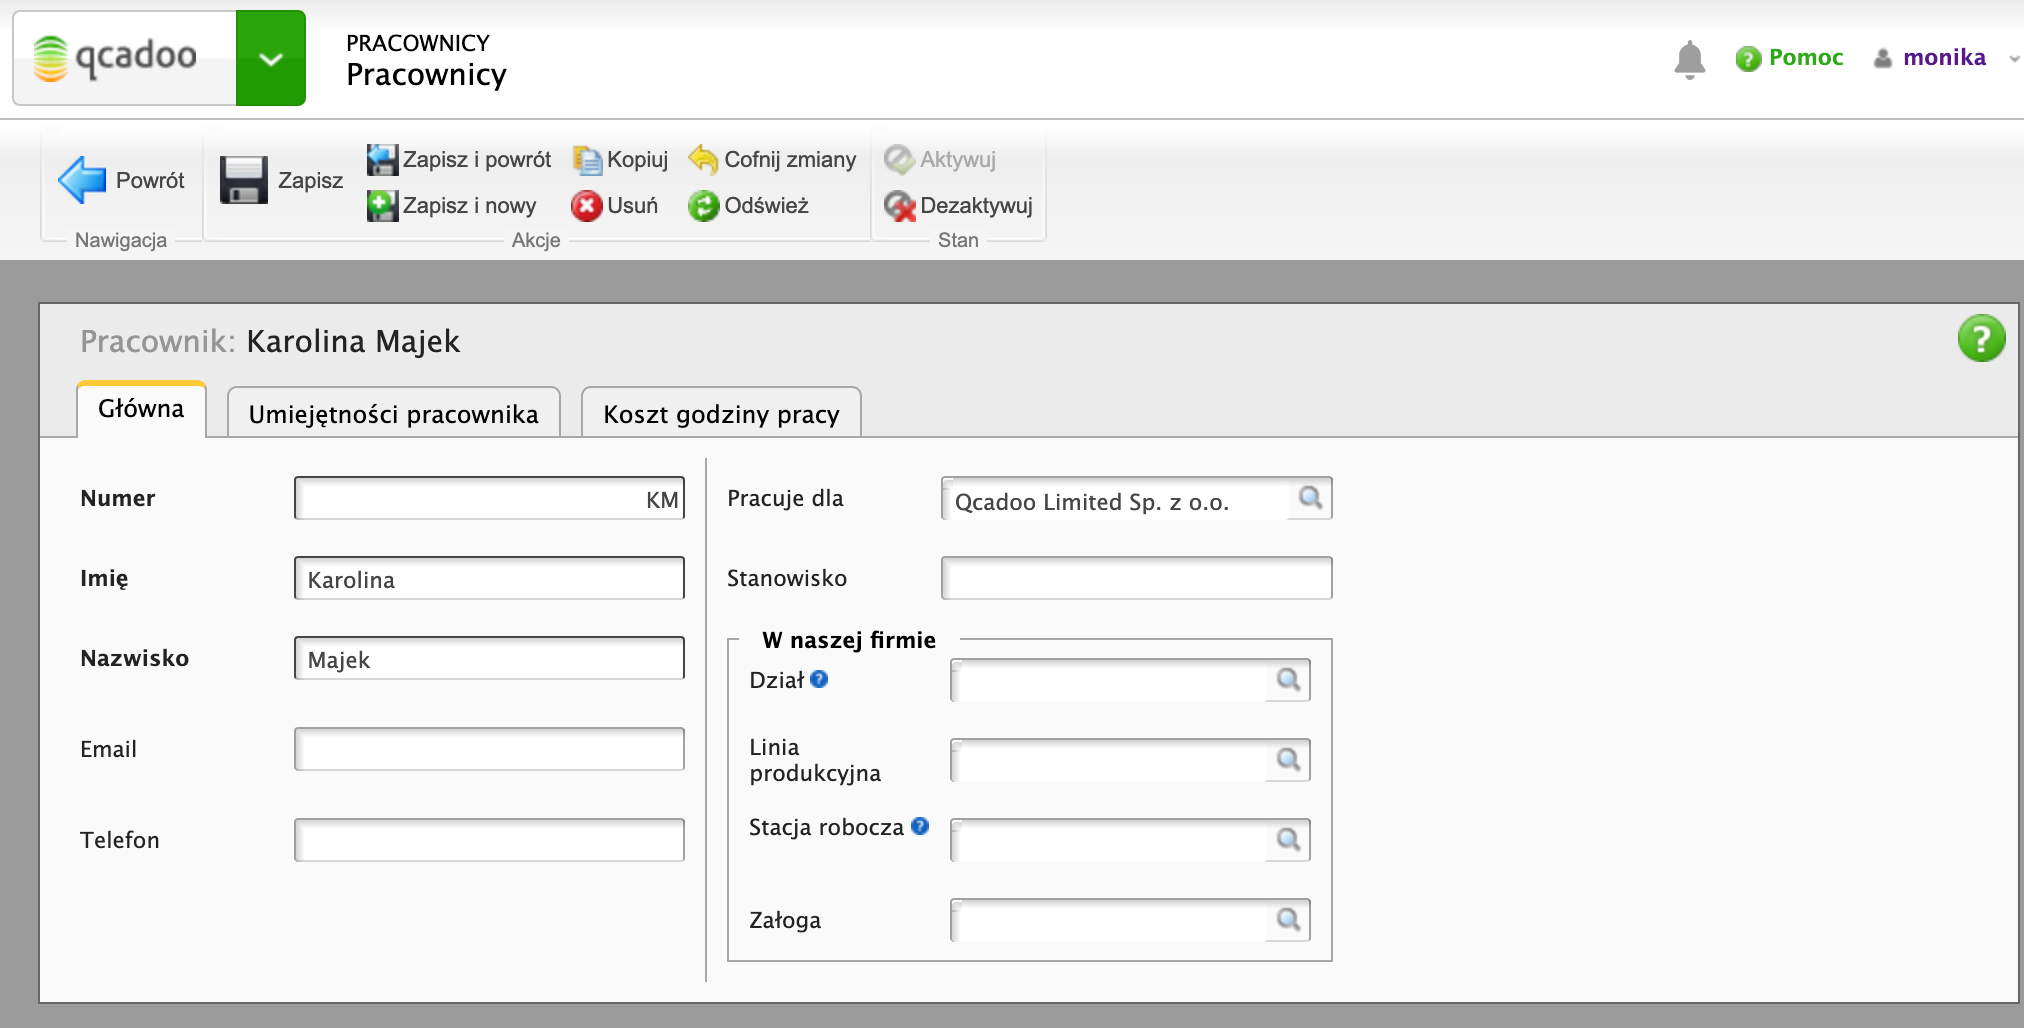 qcadoo
PRACOWNICY
Pracownicy
Pomoc
monika
Powrót
Nawigacja
Zapisz
Zapisz i powrót
Kopiuj
Cofnij zmiany
Zapisz i nowy
Usuń
Odśwież
Akcje
Aktywuj
Dezaktywuj
Stan
Pracownik: Karolina Majek
Główna
Umiejętności pracownika
Koszt godziny pracy
Numer
KM
Imię
Karolina
Nazwisko
Majek
Email
Telefon
Pracuje dla
Qcadoo Limited Sp. z o.o.
Stanowisko
W naszej firmie
Dział
Linia
produkcyjna
Stacja robocza
Załoga